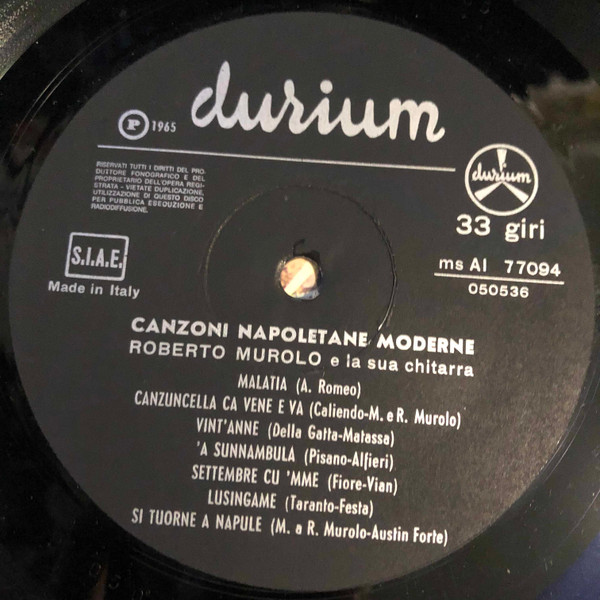 durium
P 1965
RISERVATI TUTTI I DIRITTI DEL PRO-
DUTTORE FONOGRAFICO E DEL
PROPRIETARIO DELL'OPERA REGI-
STRATA - VIETATE DUPLICAZIONE,
UTILIZZAZIONE DI QUESTO DISCO
PER PUBBLICA ESECUZIONE E
RADIODIFFUSIONE.
durium
33 giri
S.I.A.E.
Made in Italy
ms AI 77094
050536
CANZONI NAPOLETANE MODERNE
ROBERTO MUROLO e la sua chitarra
MALATIA (A. Romeo)
CANZUNCELLA CA VENE E VA (Caliendo-M. e R. Murolo)
VINT'ANNE (Della Gatta-Matassa)
'A SUNNAMBULA (Pisano-Alfieri)
SETTEMBRE CU 'MME (Fiore-Vian)
LUSINGAME (Taranto-Festa)
SI TUORNE A NAPULE (M. a R. Murolo-Austin Forte)